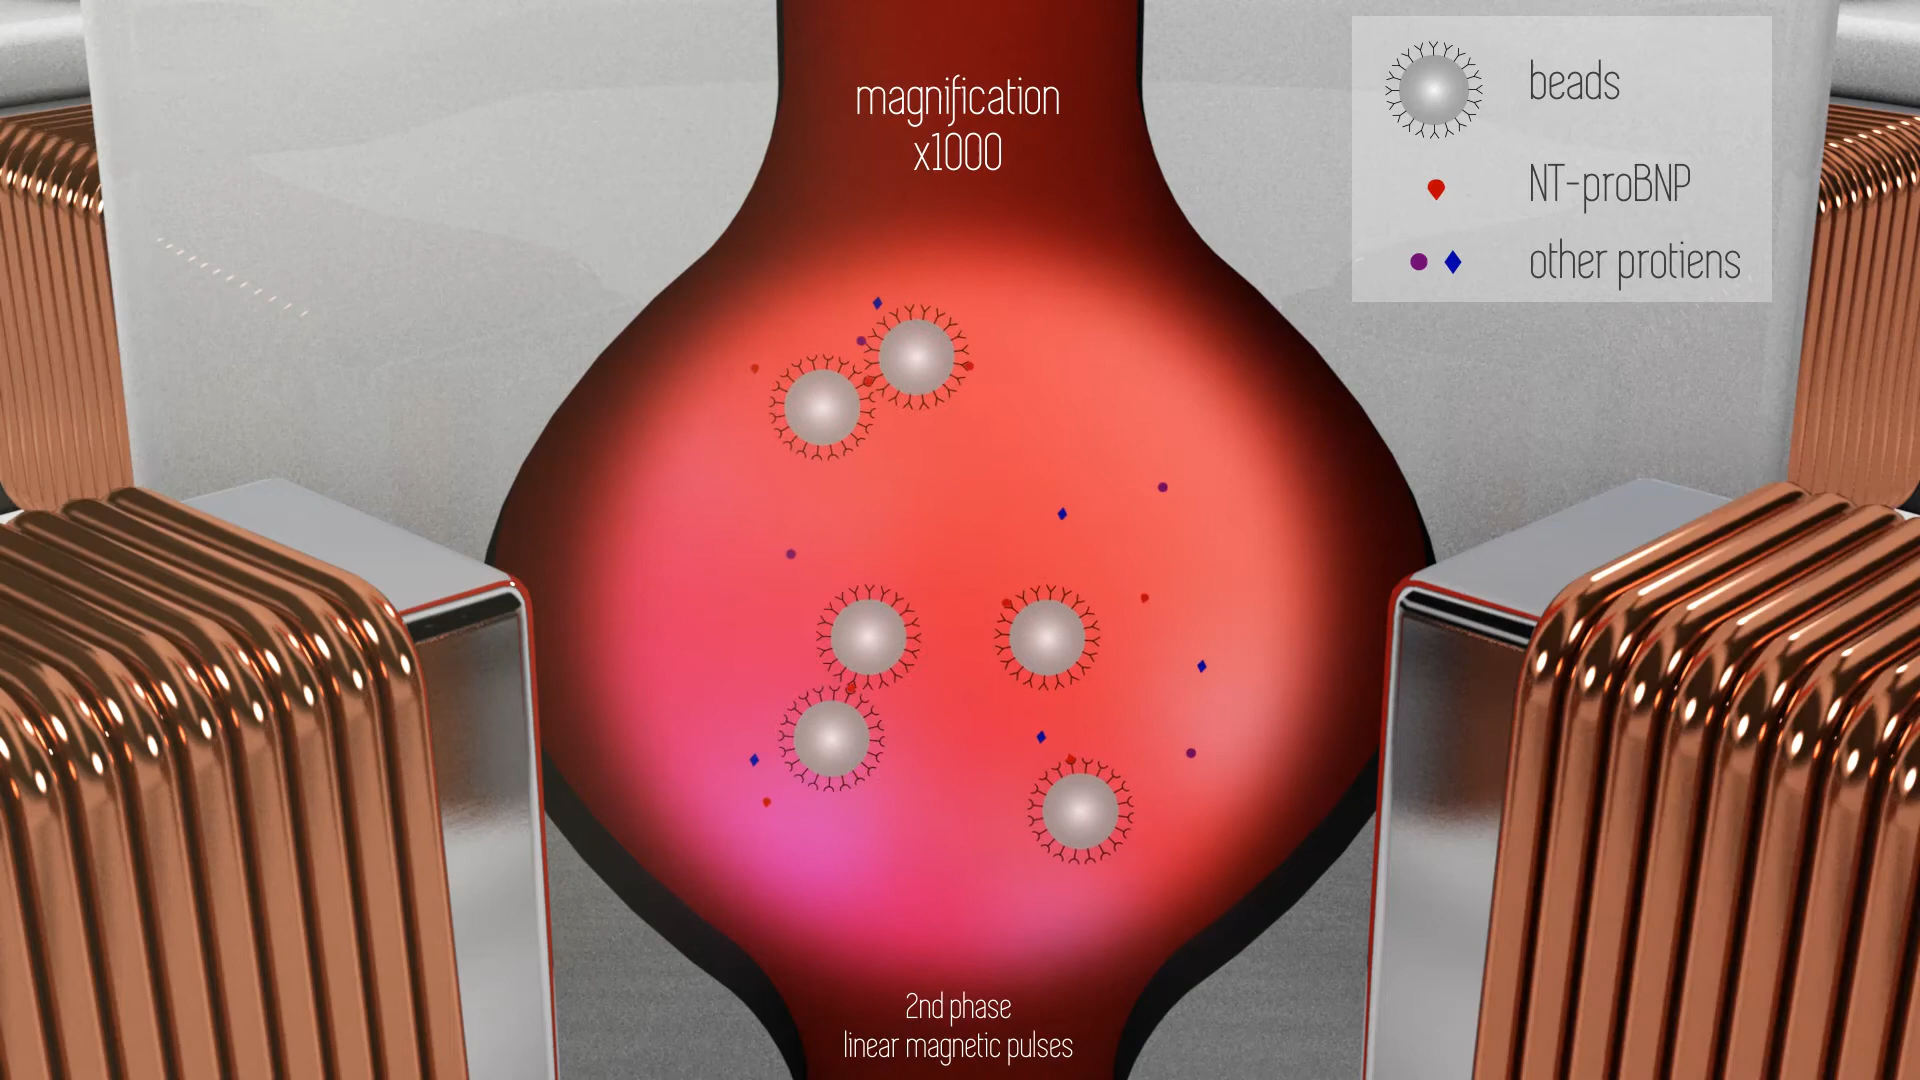 magnification
x1000
beads
NT-proBNP
other protiens
2nd phase
linear magnetic pulses